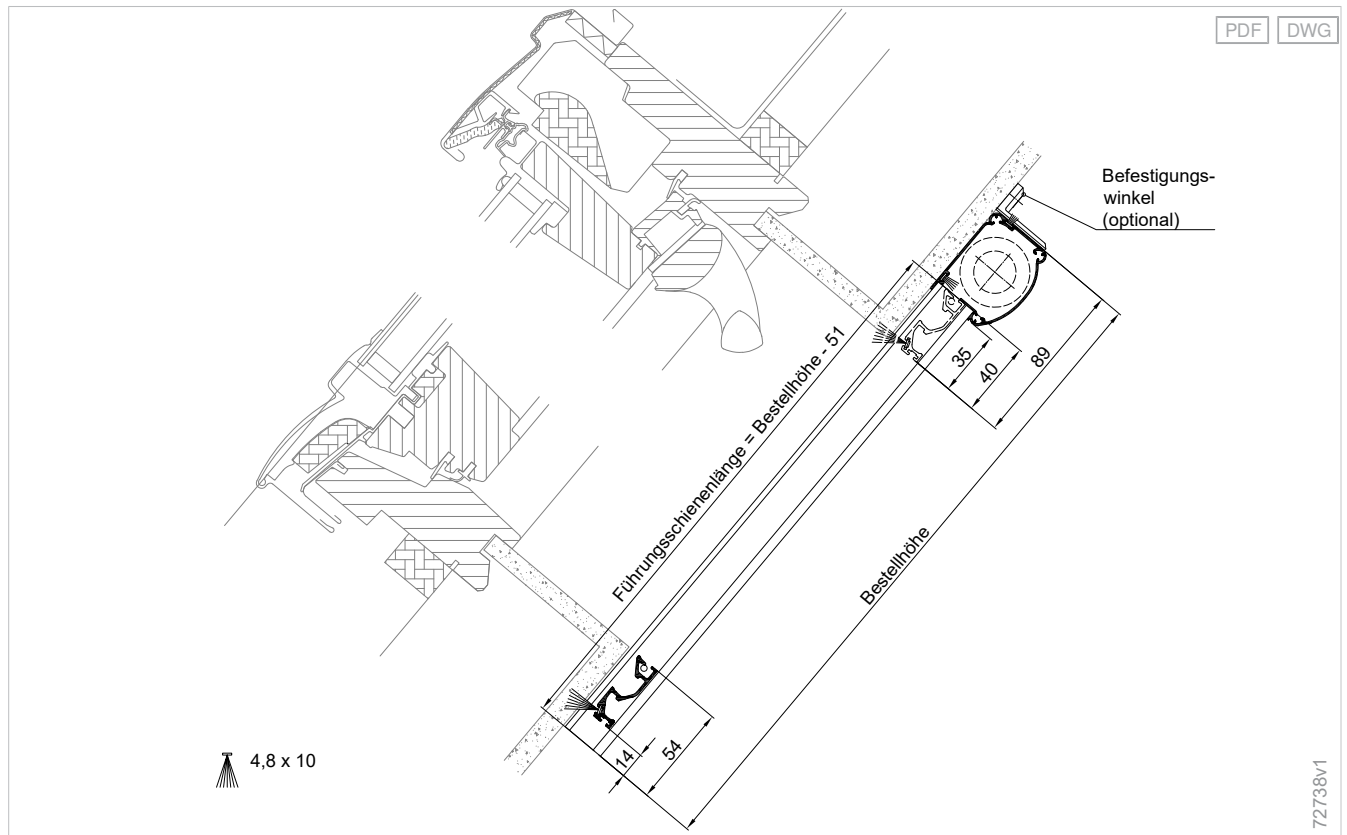 PDF DWG
Befestigungs-
winkel
(optional)
35
40
89
Führungsschienenlänge = Bestellhöhe - 51
Bestellhöhe
14
54
4,8 x 10
72738v1